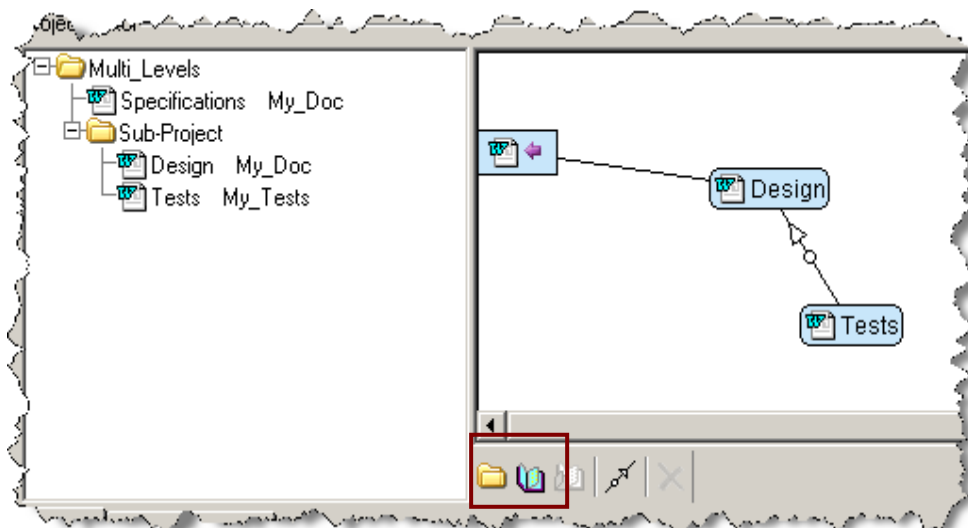 Multi_Levels
Specifications My_Doc
Sub-Project
Design My_Doc
Tests My_Tests
Design
Tests